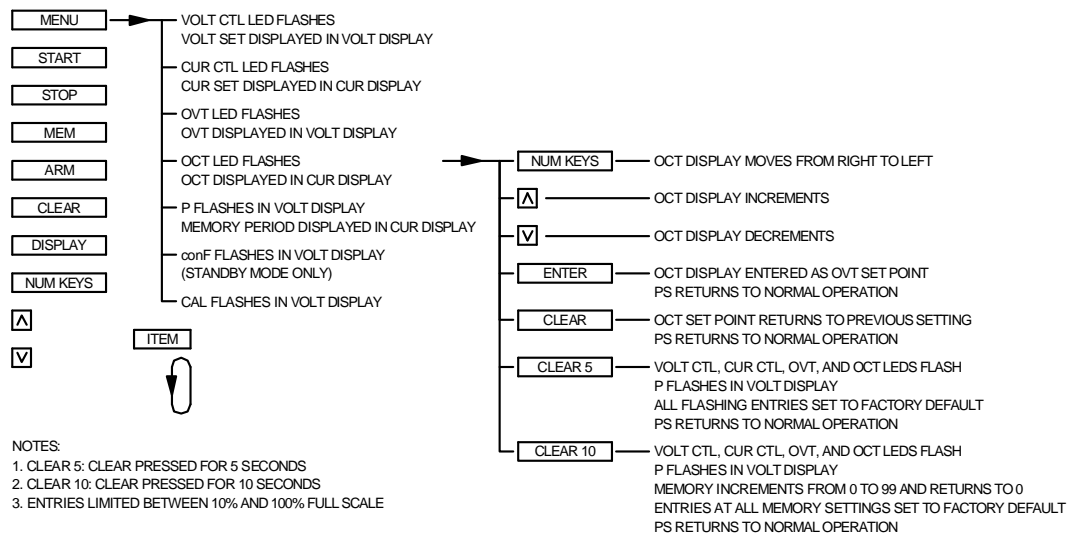 MENU
START
STOP
MEM
ARM
CLEAR
DISPLAY
NUM KEYS
ITEM
VOLT CTL LED FLASHES
VOLT SET DISPLAYED IN VOLT DISPLAY
CUR CTL LED FLASHES
CUR SET DISPLAYED IN CUR DISPLAY
OVT LED FLASHES
OVT DISPLAYED IN VOLT DISPLAY
OCT LED FLASHES
OCT DISPLAYED IN CUR DISPLAY
P FLASHES IN VOLT DISPLAY
MEMORY PERIOD DISPLAYED IN CUR DISPLAY
conF FLASHES IN VOLT DISPLAY
(STANDBY MODE ONLY)
CAL FLASHES IN VOLT DISPLAY
NUM KEYS
OCT DISPLAY MOVES FROM RIGHT TO LEFT
OCT DISPLAY INCREMENTS
OCT DISPLAY DECREMENTS
ENTER
OCT DISPLAY ENTERED AS OVT SET POINT
PS RETURNS TO NORMAL OPERATION
CLEAR
OCT SET POINT RETURNS TO PREVIOUS SETTING
PS RETURNS TO NORMAL OPERATION
CLEAR 5
VOLT CTL, CUR CTL, OVT, AND OCT LEDS FLASH
P FLASHES IN VOLT DISPLAY
ALL FLASHING ENTRIES SET TO FACTORY DEFAULT
PS RETURNS TO NORMAL OPERATION
CLEAR 10
VOLT CTL, CUR CTL, OVT, AND OCT LEDS FLASH
P FLASHES IN VOLT DISPLAY
MEMORY INCREMENTS FROM 0 TO 99 AND RETURNS TO 0
ENTRIES AT ALL MEMORY SETTINGS SET TO FACTORY DEFAULT
PS RETURNS TO NORMAL OPERATION
NOTES:
1. CLEAR 5: CLEAR PRESSED FOR 5 SECONDS
2. CLEAR 10: CLEAR PRESSED FOR 10 SECONDS
3. ENTRIES LIMITED BETWEEN 10% AND 100% FULL SCALE